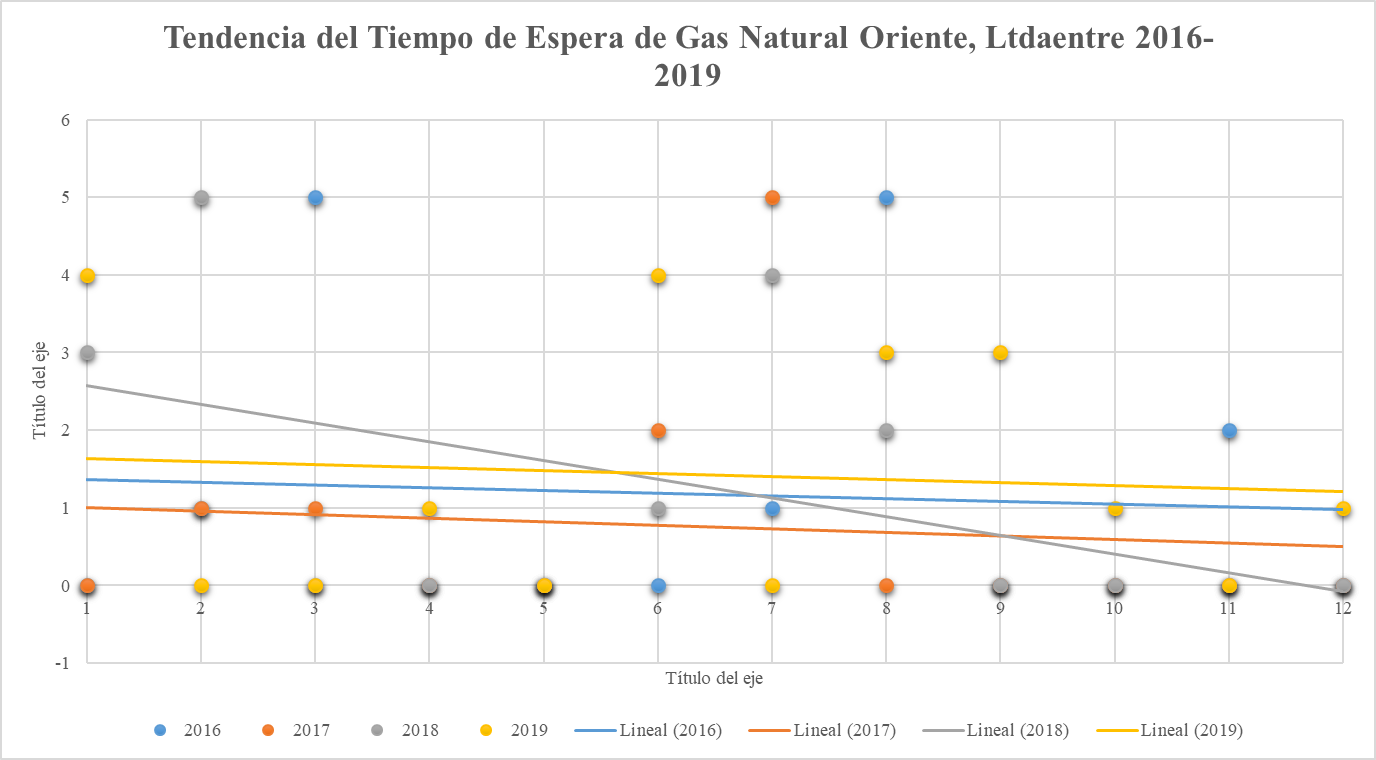 Tendencia del Tiempo de Espera de Gas Natural Oriente, Ltdaentre 2016-
2019
6
5
4
3
2
1
0
-1
Título del eje
1 2 3 4 5 6 7 8 9 10 11 12
Título del eje
2016 2017 2018 2019 Lineal (2016) Lineal (2017) Lineal (2018) Lineal (2019)